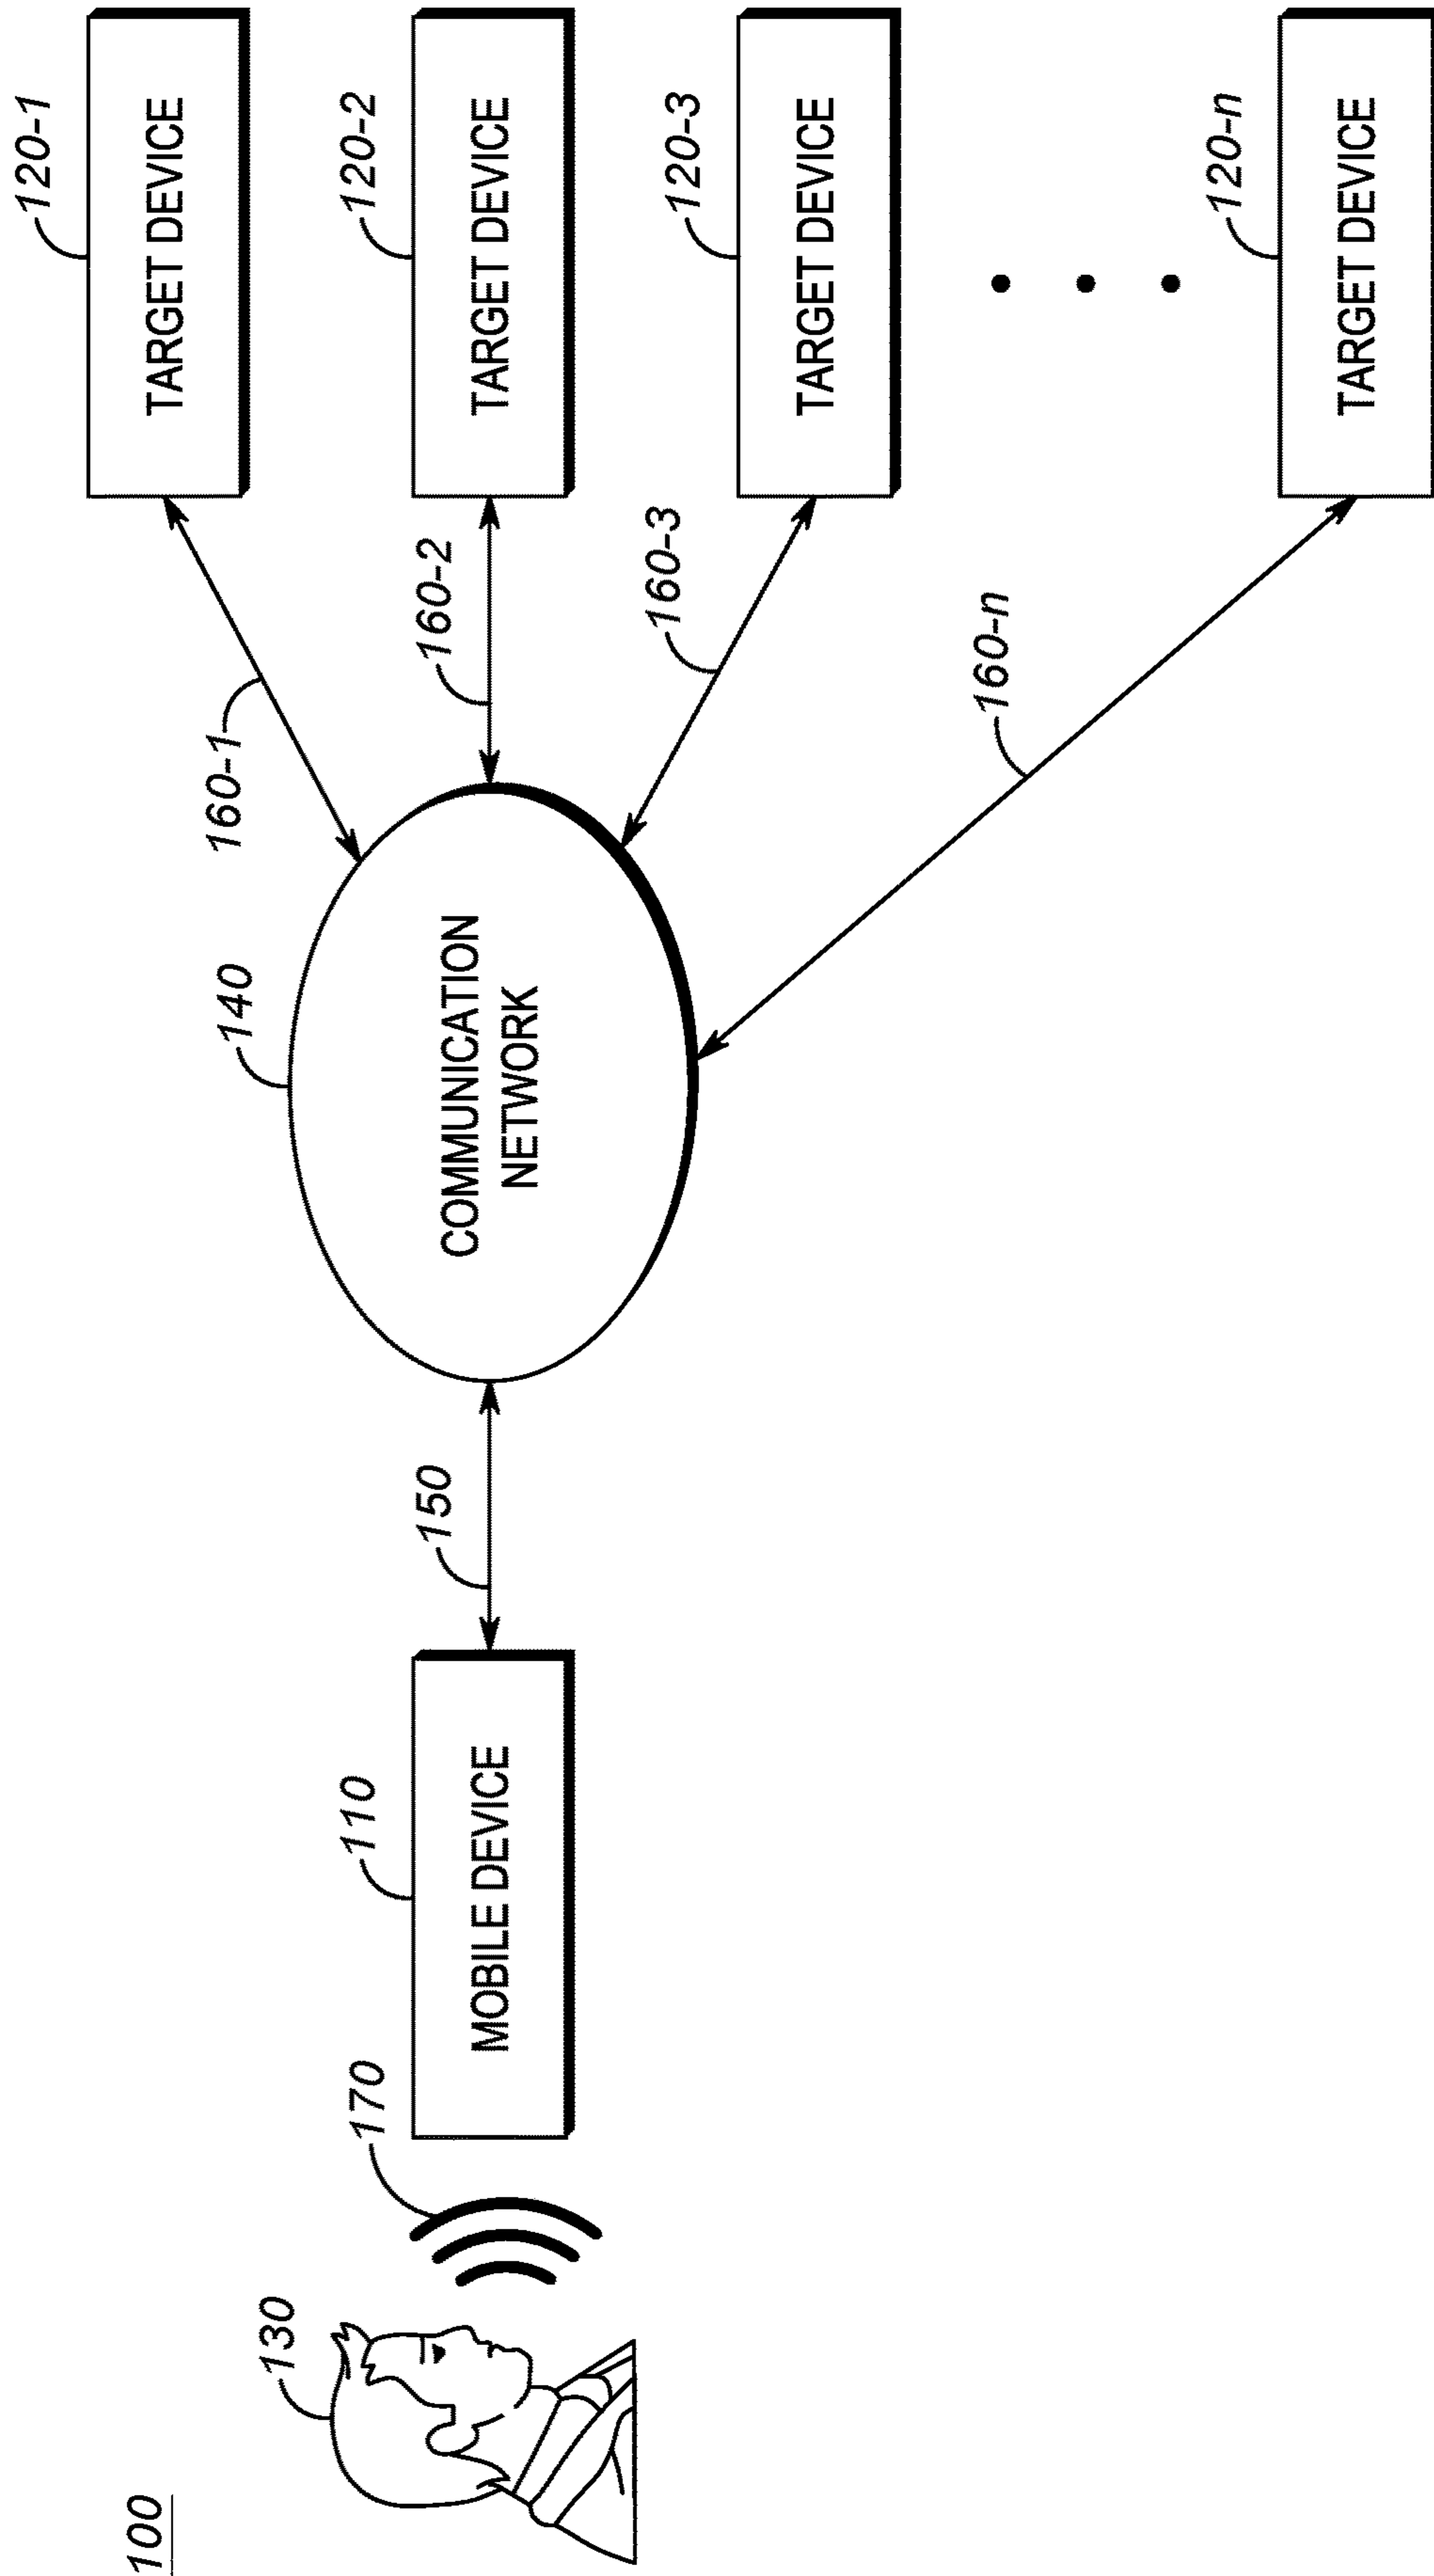 100
130
170
110
MOBILE DEVICE
150
140
COMMUNICATION
NETWORK
160-1
160-2
160-3
160-n
120-1
TARGET DEVICE
120-2
TARGET DEVICE
120-3
TARGET DEVICE
120-n
TARGET DEVICE